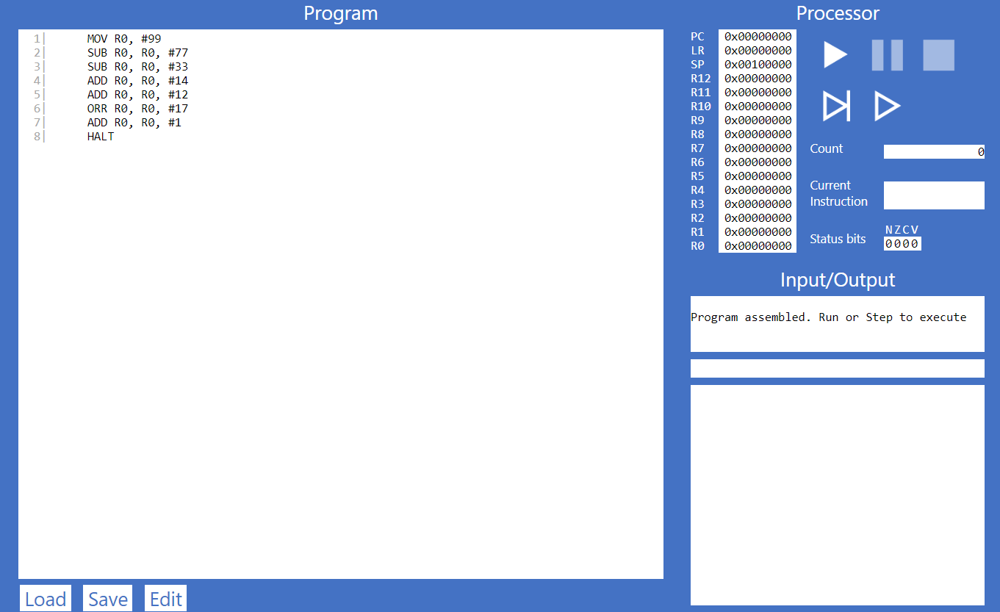 Program
1| MOV R0, #99
2| SUB R0, R0, #77
3| SUB R0, R0, #33
4| ADD R0, R0, #14
5| ADD R0, R0, #12
6| ORR R0, R0, #17
7| ADD R0, R0, #1
8| HALT
Load Save Edit
Processor
PC 0x00000000
LR 0x00000000
SP 0x00100000
R12 0x00000000
R11 0x00000000
R10 0x00000000
R9 0x00000000
R8 0x00000000
R7 0x00000000
R6 0x00000000
R5 0x00000000
R4 0x00000000
R3 0x00000000
R2 0x00000000
R1 0x00000000
R0 0x00000000
Count 0
Current
Instruction
NZCV
Status bits 0000
Input/Output
Program assembled. Run or Step to execute